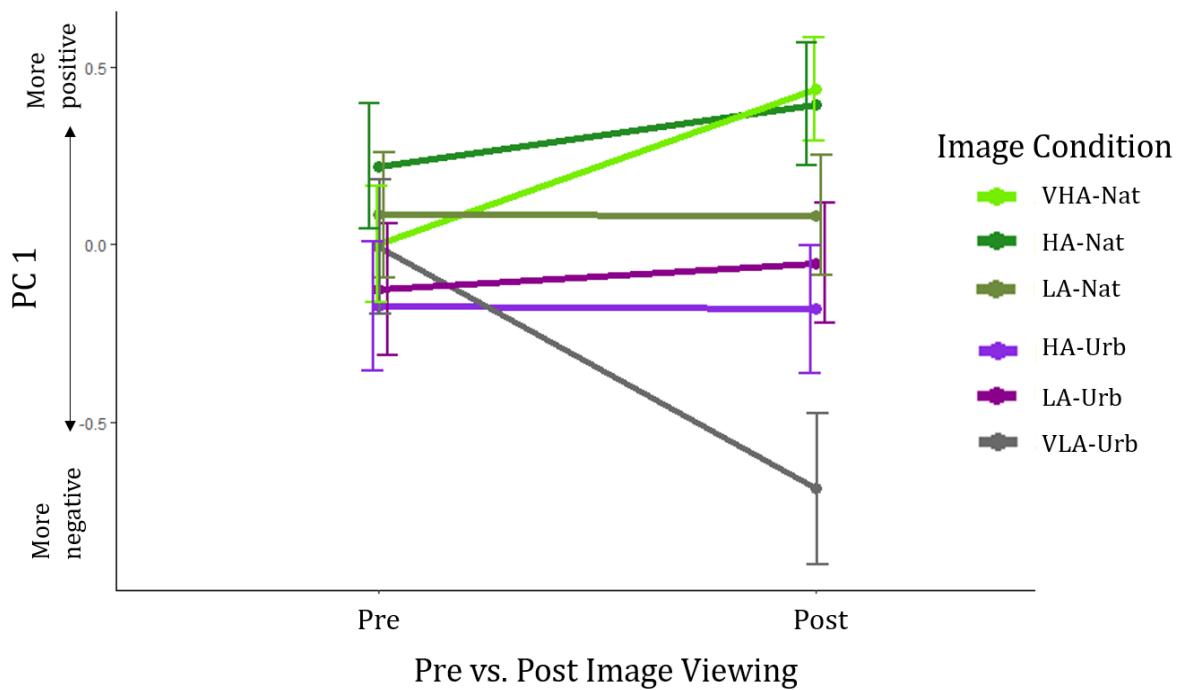 More
positive
0.5
0.0
-0.5
PC 1
More
negative
Pre
Post
Pre vs. Post Image Viewing
Image Condition
VHA-Nat
HA-Nat
LA-Nat
HA-Urb
LA-Urb
VLA-Urb